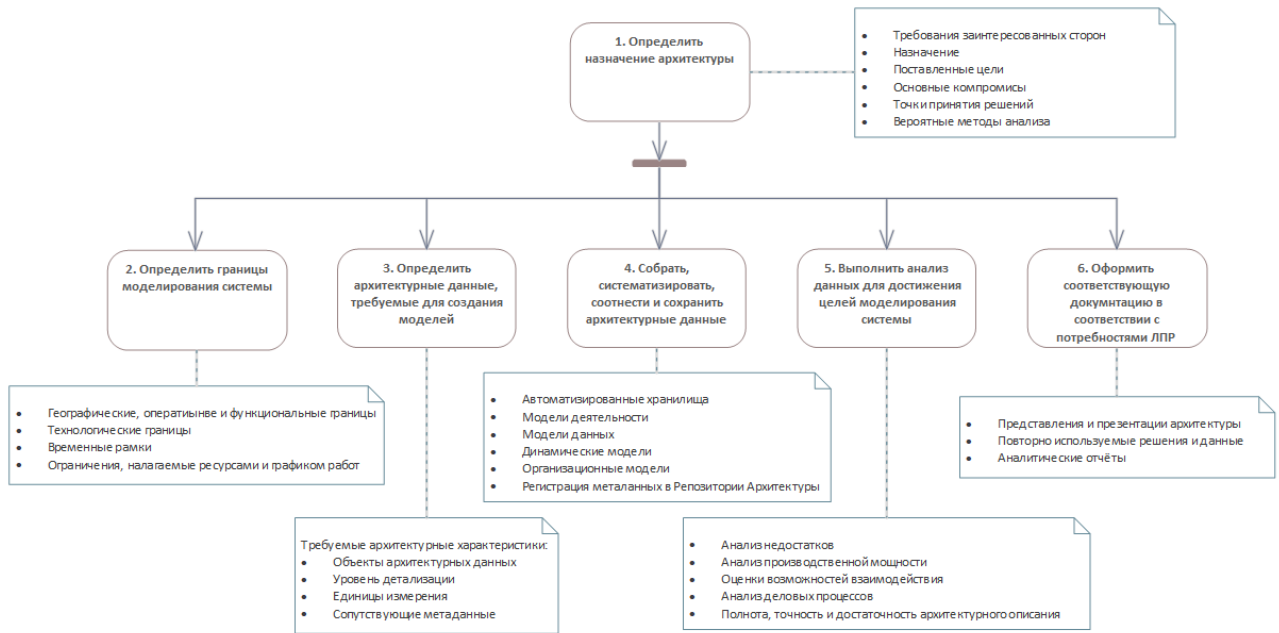 1. Определить
назначение архитектуры
• Требования заинтересованных сторон
• Назначение
• Поставленные цели
• Основные компромисы
• Точки принятия решений
• Вероятные методы анализа
2. Определить границы
моделирования системы
3. Определить
архитектурные данные,
требуемые для создания
моделей
4. Собрать,
систематизировать,
соотнести и сохранить
архитектурные данные
5. Выполнить анализ
данных для достижения
целей моделирования
системы
6. Оформить
соответствующую
докумнтацию в
соответствии с
потребностями ЛПР
• Географические, оператиынве и функциональные границы
• Технологические границы
• Временные рамки
• Ограничения, налагаемые ресурсами и графиком работ
• Автоматизированные хранилища
• Модели деятельности
• Модели данных
• Динамические модели
• Организационные модели
• Регистрация металанных в Репозитории Архитектуры
• Представления и презентации архитектуры
• Повторно используемые решения и данные
• Аналитические отчёты
Требуемые архитектурные характеристики:
• Объекты архитектурных данных
• Уровень детализации
• Единицы измерения
• Сопутствующие метаданные
• Анализ недостатков
• Анализ производственной мощности
• Оценки возможностей взаимодействия
• Анализ деловых процессов
• Полнота, точность и достаточность архитектурного описания